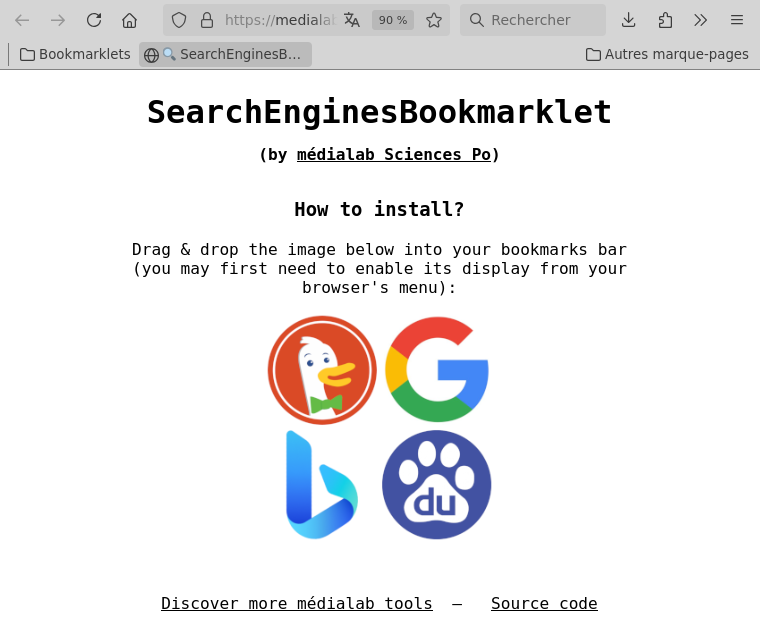 https://medialal
90 %
Rechercher
Bookmarklets
SearchEnginesB…
Autres marque-pages
SearchEnginesBookmarklet
(by médialab Sciences Po)
How to install?
Drag & drop the image below into your bookmarks bar
(you may first need to enable its display from your
browser's menu):
du
Discover more médialab tools — Source code